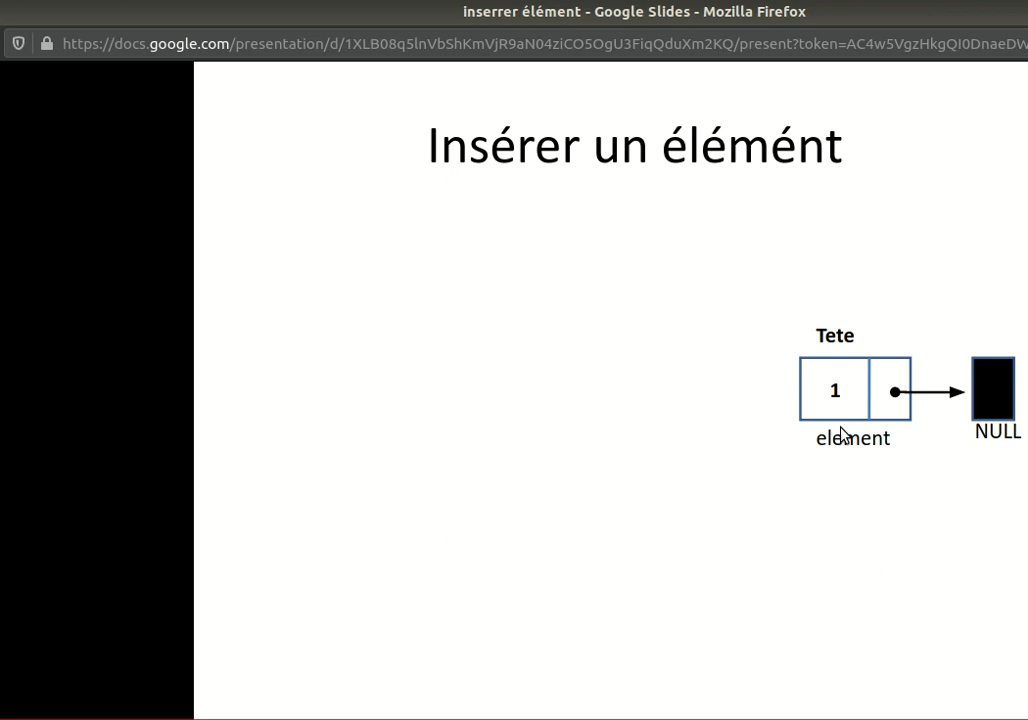 inserrer élément - Google Slides - Mozilla Firefox
https://docs.google.com/presentation/d/1XLB08q5lnVbShKmVjR9aN04ziCO5OgU3FiqQduXm2KQ/present?token=AC4w5VgzHkgQI0DnaeDW
Insérer un élémént
Tete
1
element
NULL